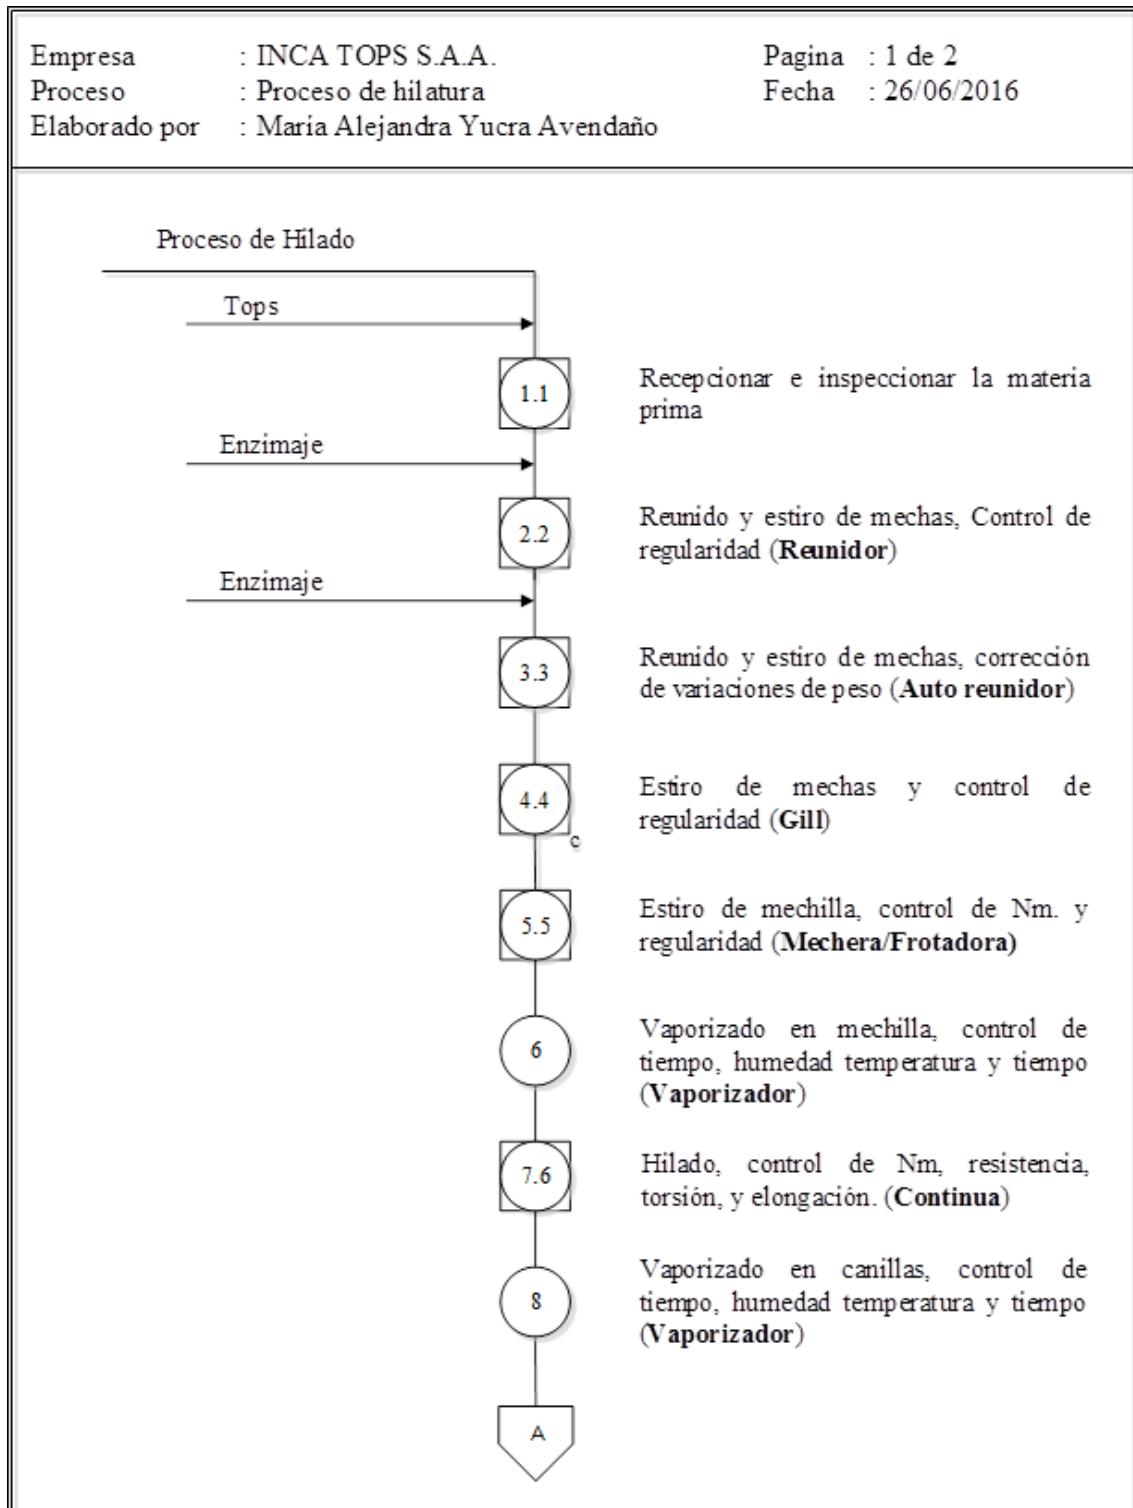 Empresa : INCA TOPS S.A.A. Pagina : 1 de 2
Proceso : Proceso de hilatura Fecha : 26/06/2016
Elaborado por : María Alejandra Yucra Avendaño
Proceso de Hilado
Tops
1.1 Recepcionar e inspeccionar la materia
prima
Enzimaje
2.2 Reunido y estiro de mechas, Control de
regularidad (Reunidor)
Enzimaje
3.3 Reunido y estiro de mechas, corrección
de variaciones de peso (Auto reunidor)
4.4 Estiro de mechas y control de
regularidad (Gill)
c
5.5 Estiro de mechilla, control de Nm. y
regularidad (Mechera/Frotadora)
6 Vaporizado en mechilla, control de
tiempo, humedad temperatura y tiempo
(Vaporizador)
7.6 Hilado, control de Nm, resistencia,
torsión, y elongación. (Continua)
8 Vaporizado en canillas, control de
tiempo, humedad temperatura y tiempo
(Vaporizador)
A